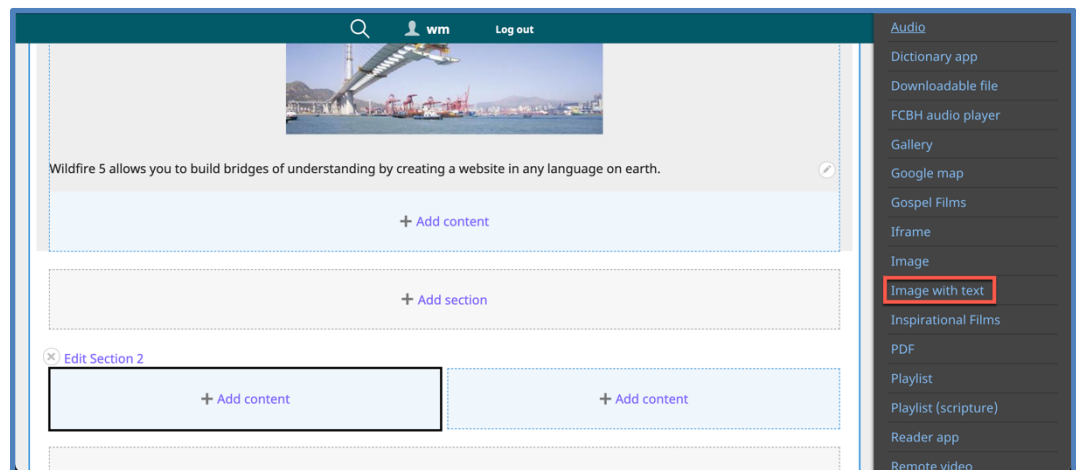 wm
Log out
Wildfire 5 allows you to build bridges of understanding by creating a website in any language on earth.
Add content
Add section
Edit Section 2
Add content
Add content
Audio
Dictionary app
Downloadable file
FCBH audio player
Gallery
Google map
Gospel Films
Iframe
Image
Image with text
Inspirational Films
PDF
Playlist
Playlist (scripture)
Reader app
Remote video